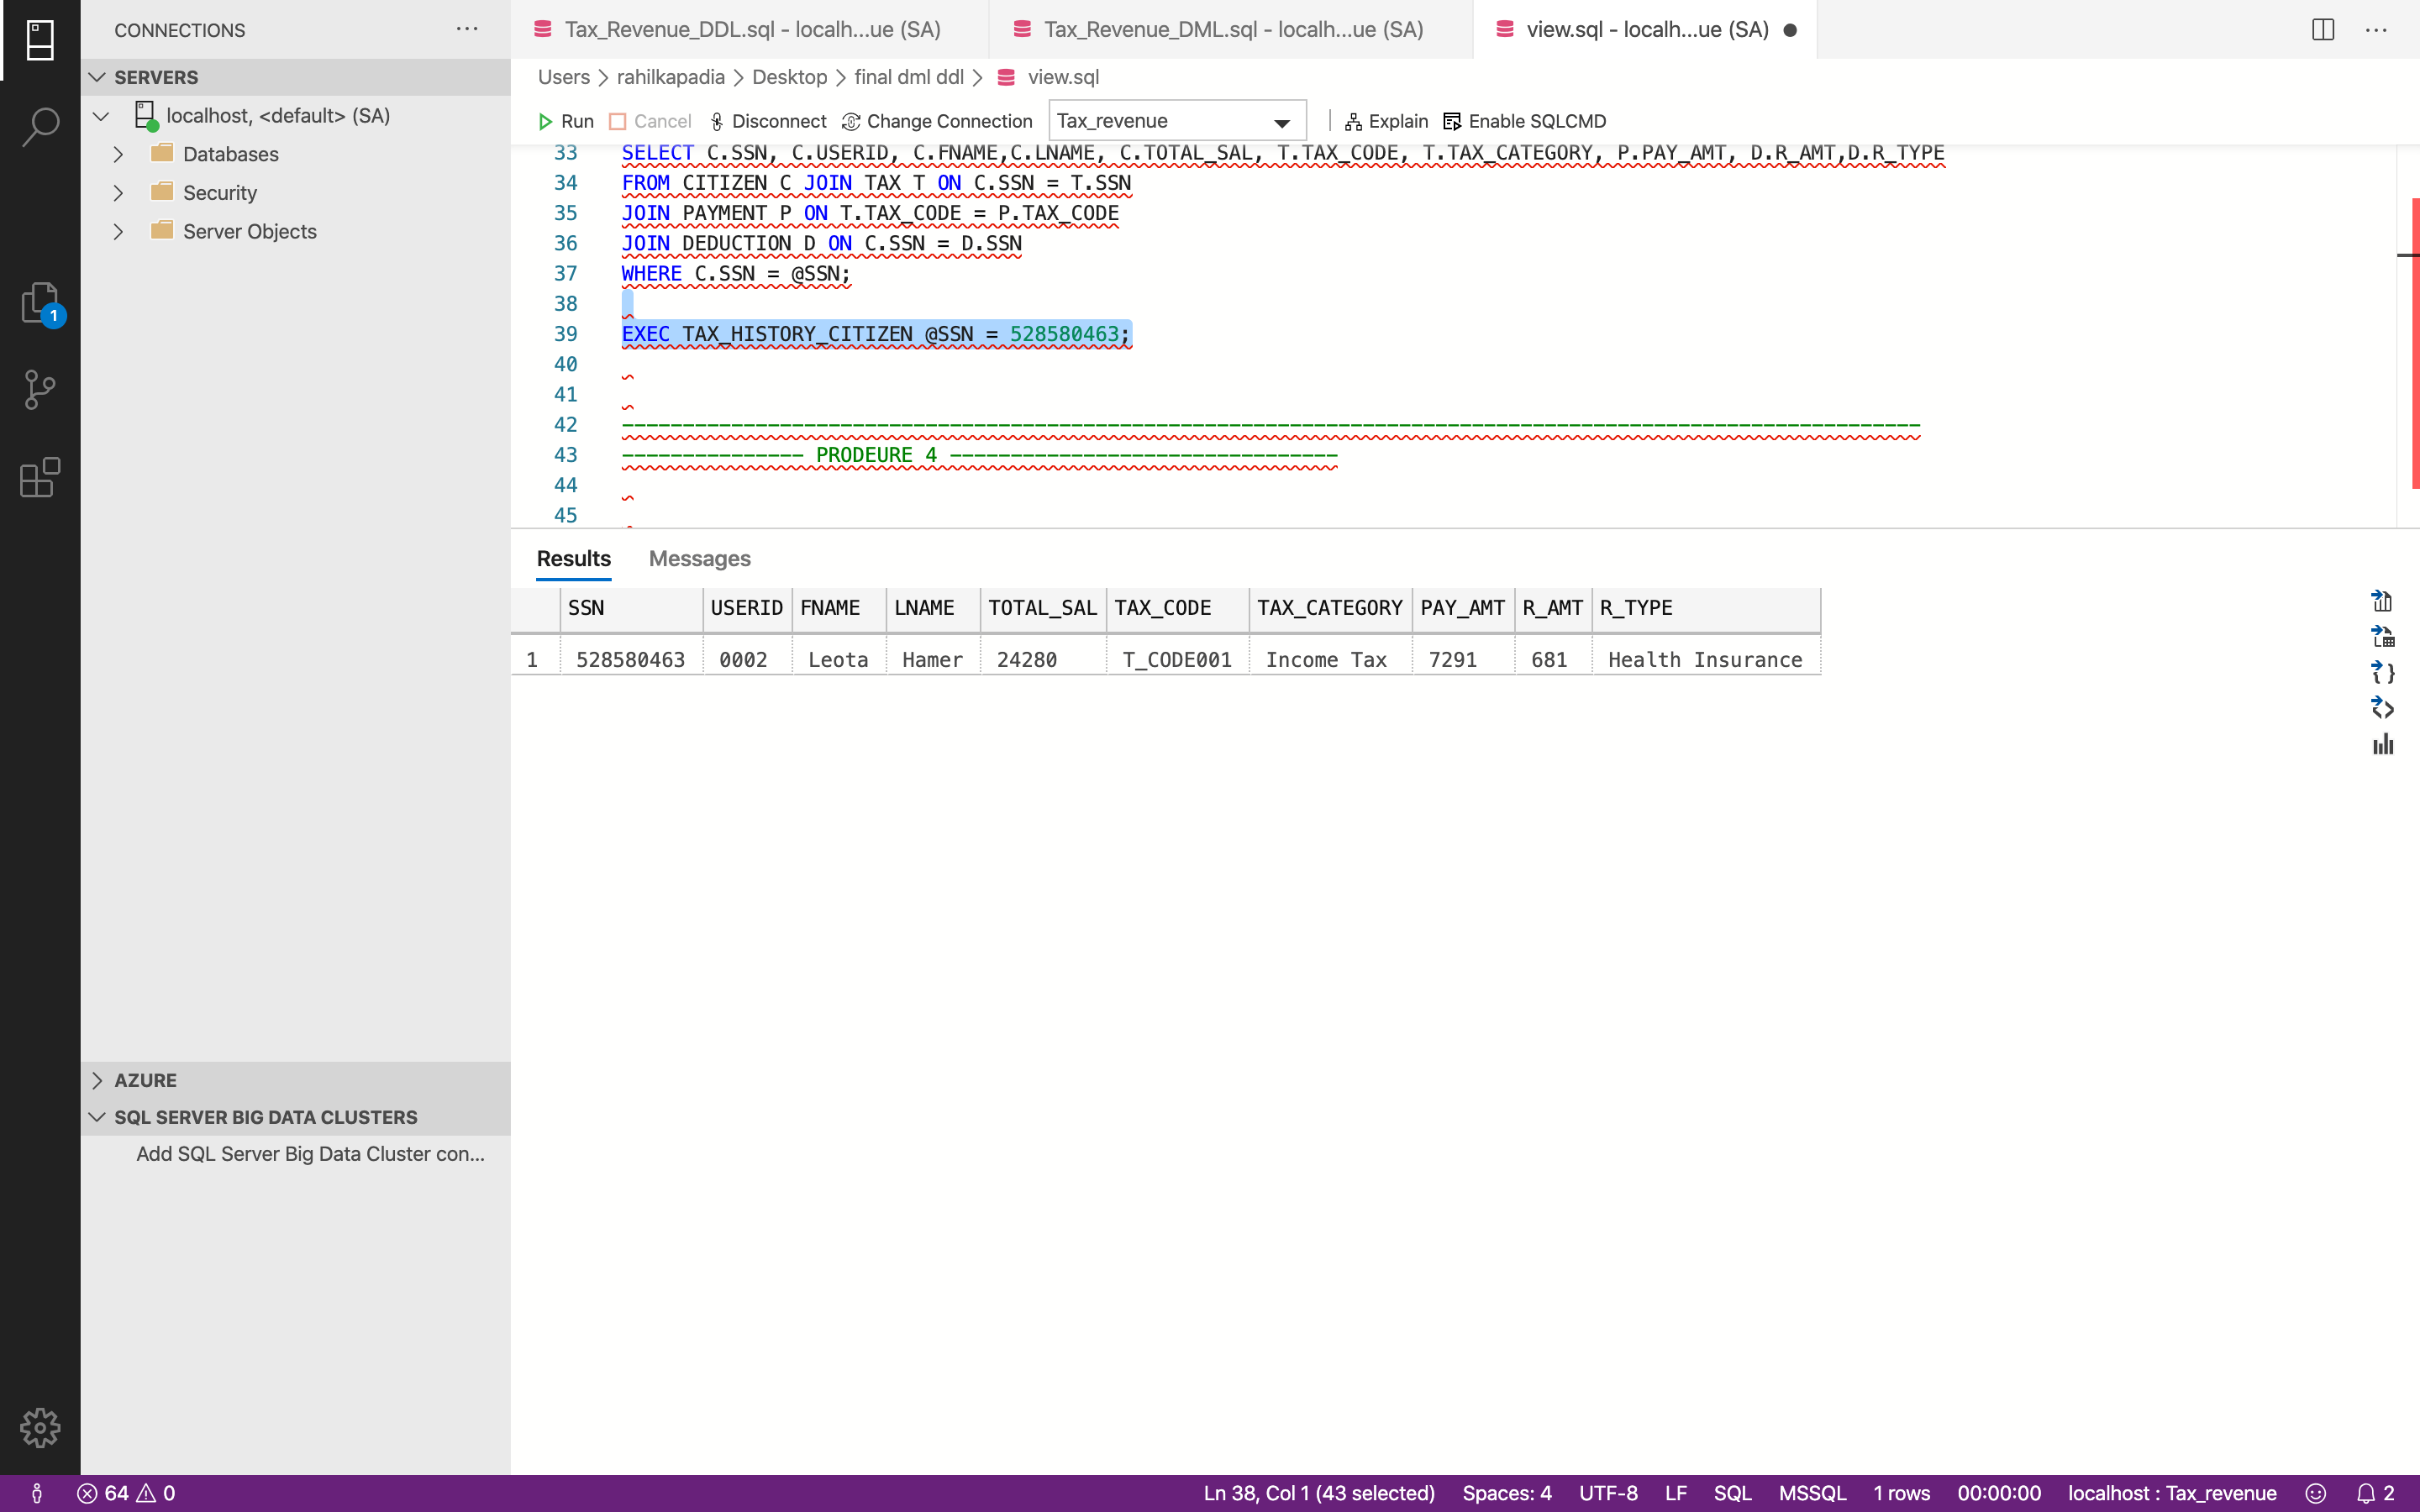 CONNECTIONS
SERVERS
localhost, <default> (SA)
Databases
Security
Server Objects
1
AZURE
SQL SERVER BIG DATA CLUSTERS
Add SQL Server Big Data Cluster con...
Tax_Revenue_DDL.sql - localh...ue (SA)
Tax_Revenue_DML.sql - localh...ue (SA)
view.sql - localh...ue (SA)
Users > rahilkapadia > Desktop > final dml ddl > view.sql
Run Cancel Disconnect Change Connection Tax_revenue Explain Enable SQLCMD
33 SELECT C.SSN, C.USERID, C.FNAME,C.LNAME, C.TOTAL_SAL, T.TAX_CODE, T.TAX_CATEGORY, P.PAY_AMT, D.R_AMT,D.R_TYPE
34 FROM CITIZEN C JOIN TAX T ON C.SSN = T.SSN
35 JOIN PAYMENT P ON T.TAX_CODE = P.TAX_CODE
36 JOIN DEDUCTION D ON C.SSN = D.SSN
37 WHERE C.SSN = @SSN;
38
39 EXEC TAX_HISTORY_CITIZEN @SSN = 528580463;
40
41
42 -----------------------------------------------------------------------------------------------------------
43 --------------- PRODEURE 4 --------------------------------
44
45
Results Messages
SSN USERID FNAME LNAME TOTAL_SAL TAX_CODE TAX_CATEGORY PAY_AMT R_AMT R_TYPE
1 528580463 0002 Leota Hamer 24280 T_CODE001 Income Tax 7291 681 Health Insurance
64 0 Ln 38, Col 1 (43 selected) Spaces: 4 UTF-8 LF SQL MSSQL 1 rows 00:00:00 localhost : Tax_revenue 2